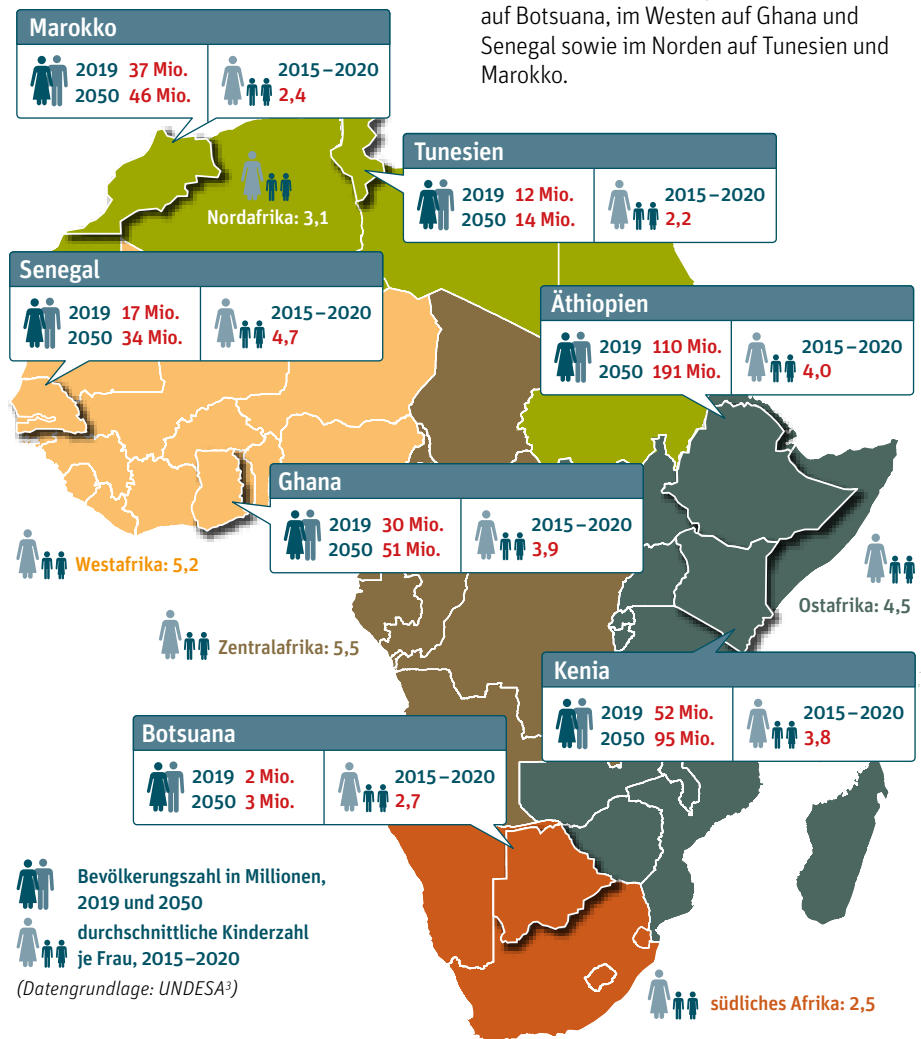 auf Botsuana, im Westen auf Ghana und
Senegal sowie im Norden auf Tunesien und
Marokko.
Marokko
2019 37 Mio.
2050 46 Mio.
2015–2020
2,4
Nordafrika: 3,1
Tunesien
2019 12 Mio.
2050 14 Mio.
2015–2020
2,2
Senegal
2019 17 Mio.
2050 34 Mio.
2015–2020
4,7
Äthiopien
2019 110 Mio.
2050 191 Mio.
2015–2020
4,0
Ghana
2019 30 Mio.
2050 51 Mio.
2015–2020
3,9
Westafrika: 5,2
Ostafrika: 4,5
Zentralafrika: 5,5
Kenia
2019 52 Mio.
2050 95 Mio.
2015–2020
3,8
Botsuana
2019 2 Mio.
2050 3 Mio.
2015–2020
2,7
Bevölkerungszahl in Millionen,
2019 und 2050
durchschnittliche Kinderzahl
je Frau, 2015–2020
(Datengrundlage: UNDESA³)
südliches Afrika: 2,5